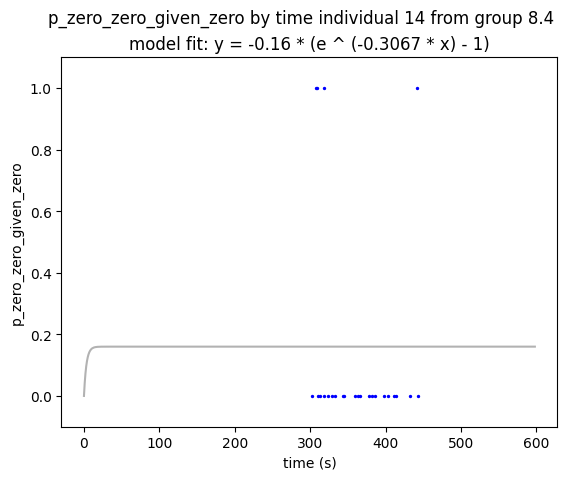 p_zero_zero_given_zero by time individual 14 from group 8.4
model fit: y = -0.16 * (e ^ (-0.3067 * x) - 1)
1.0
0.8
0.6
0.4
0.2
0.0
p_zero_zero_given_zero
0 100 200 300 400 500 600
time (s)